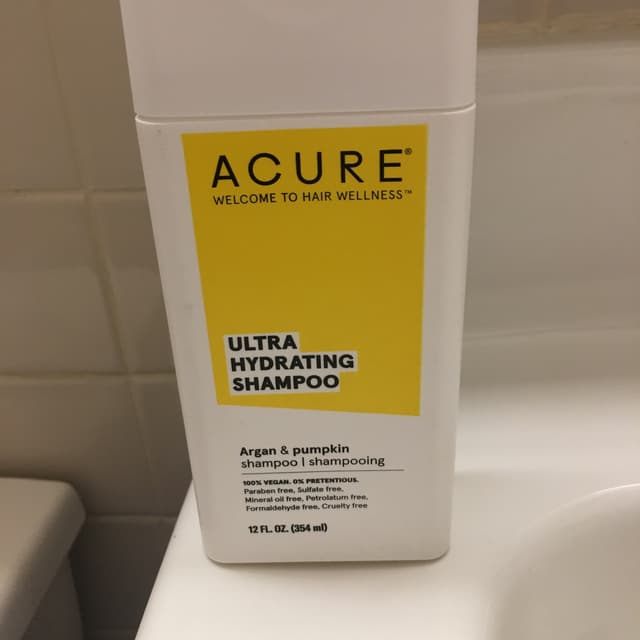 ACURE®
WELCOME TO HAIR WELLNESS™
ULTRA
HYDRATING
SHAMPOO
Argan & pumpkin
shampoo | shampooing
100% VEGAN. 0% PRETENTIOUS.
Paraben free, Sulfate free,
Mineral oil free, Petrolatum free,
Formaldehyde free, Cruelty free
12 FL. OZ. (354 ml)